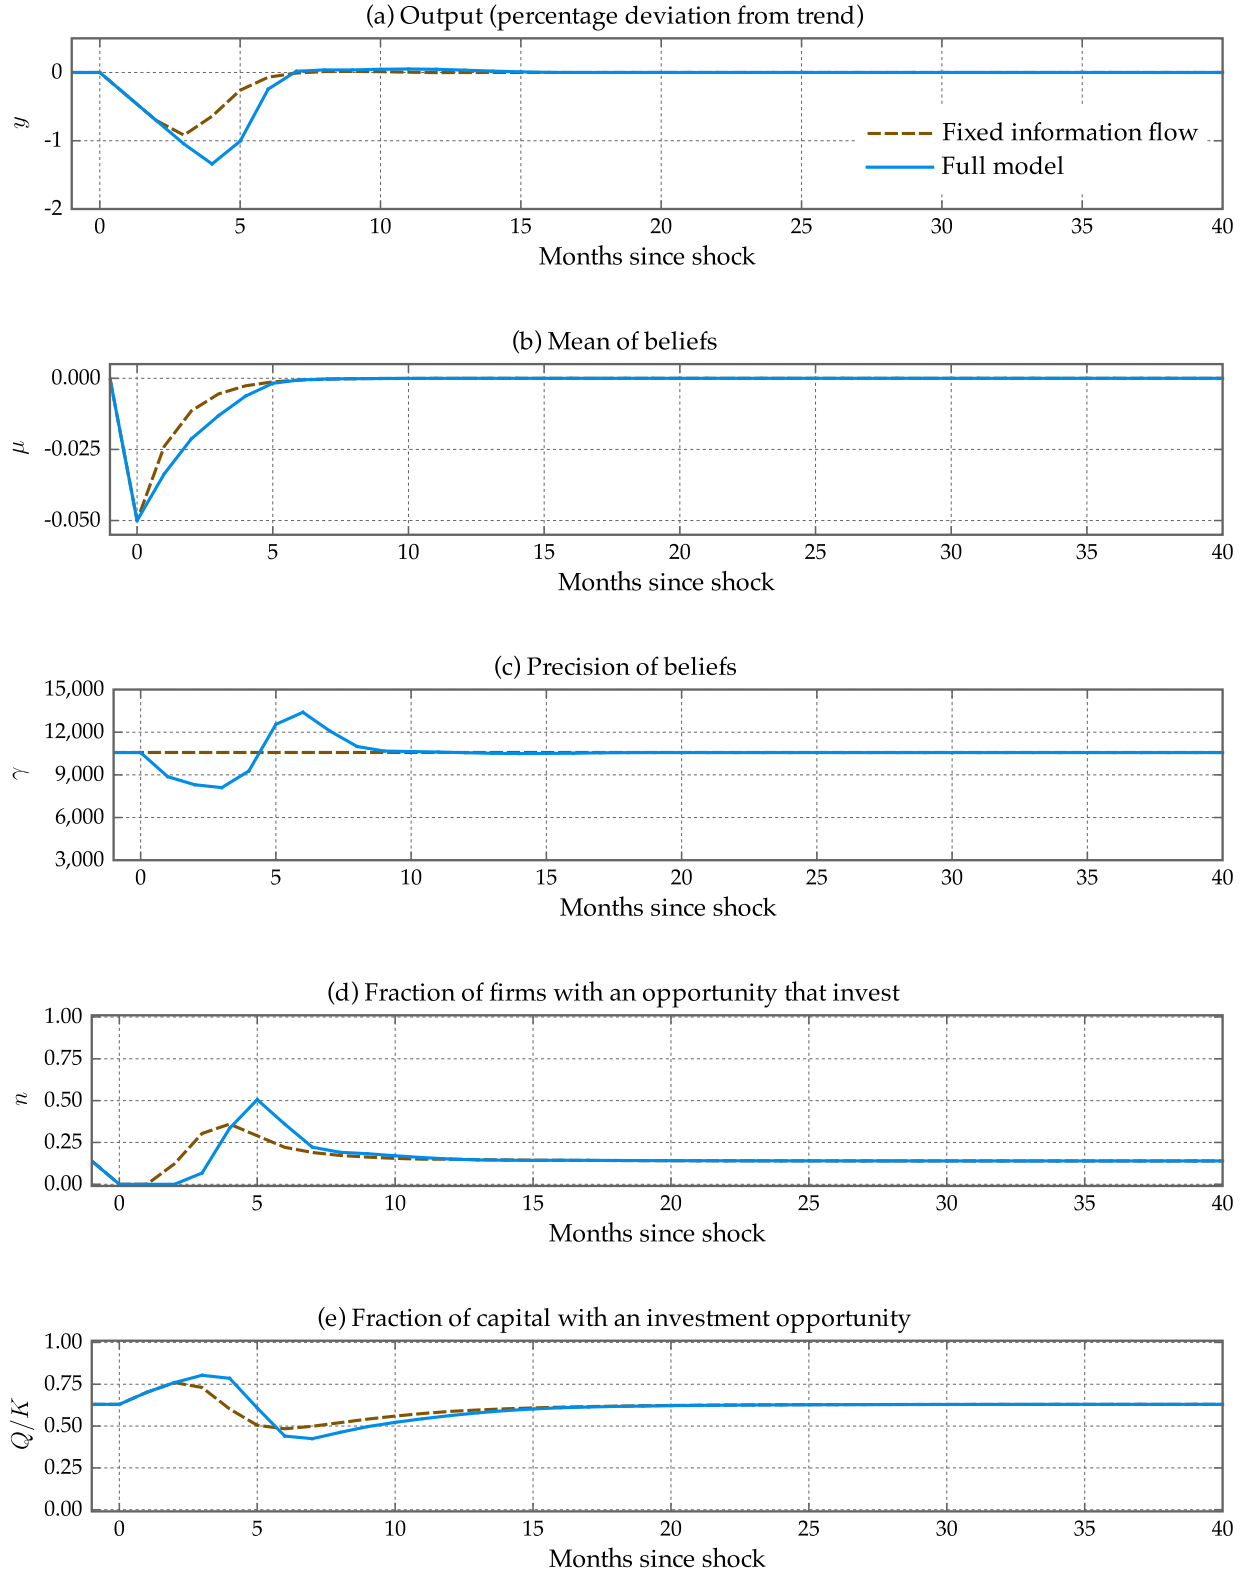 (a) Output (percentage deviation from trend)
0
-1
-2
y
Fixed information flow
Full model
0 5 10 15 20 25 30 35 40
Months since shock
(b) Mean of beliefs
0.000
-0.025
-0.050
μ
0 5 10 15 20 25 30 35 40
Months since shock
(c) Precision of beliefs
15,000
12,000
9,000
6,000
3,000
γ
0 5 10 15 20 25 30 35 40
Months since shock
(d) Fraction of firms with an opportunity that invest
1.00
0.75
0.50
0.25
0.00
n
0 5 10 15 20 25 30 35 40
Months since shock
(e) Fraction of capital with an investment opportunity
1.00
0.75
0.50
0.25
0.00
Q/K
0 5 10 15 20 25 30 35 40
Months since shock